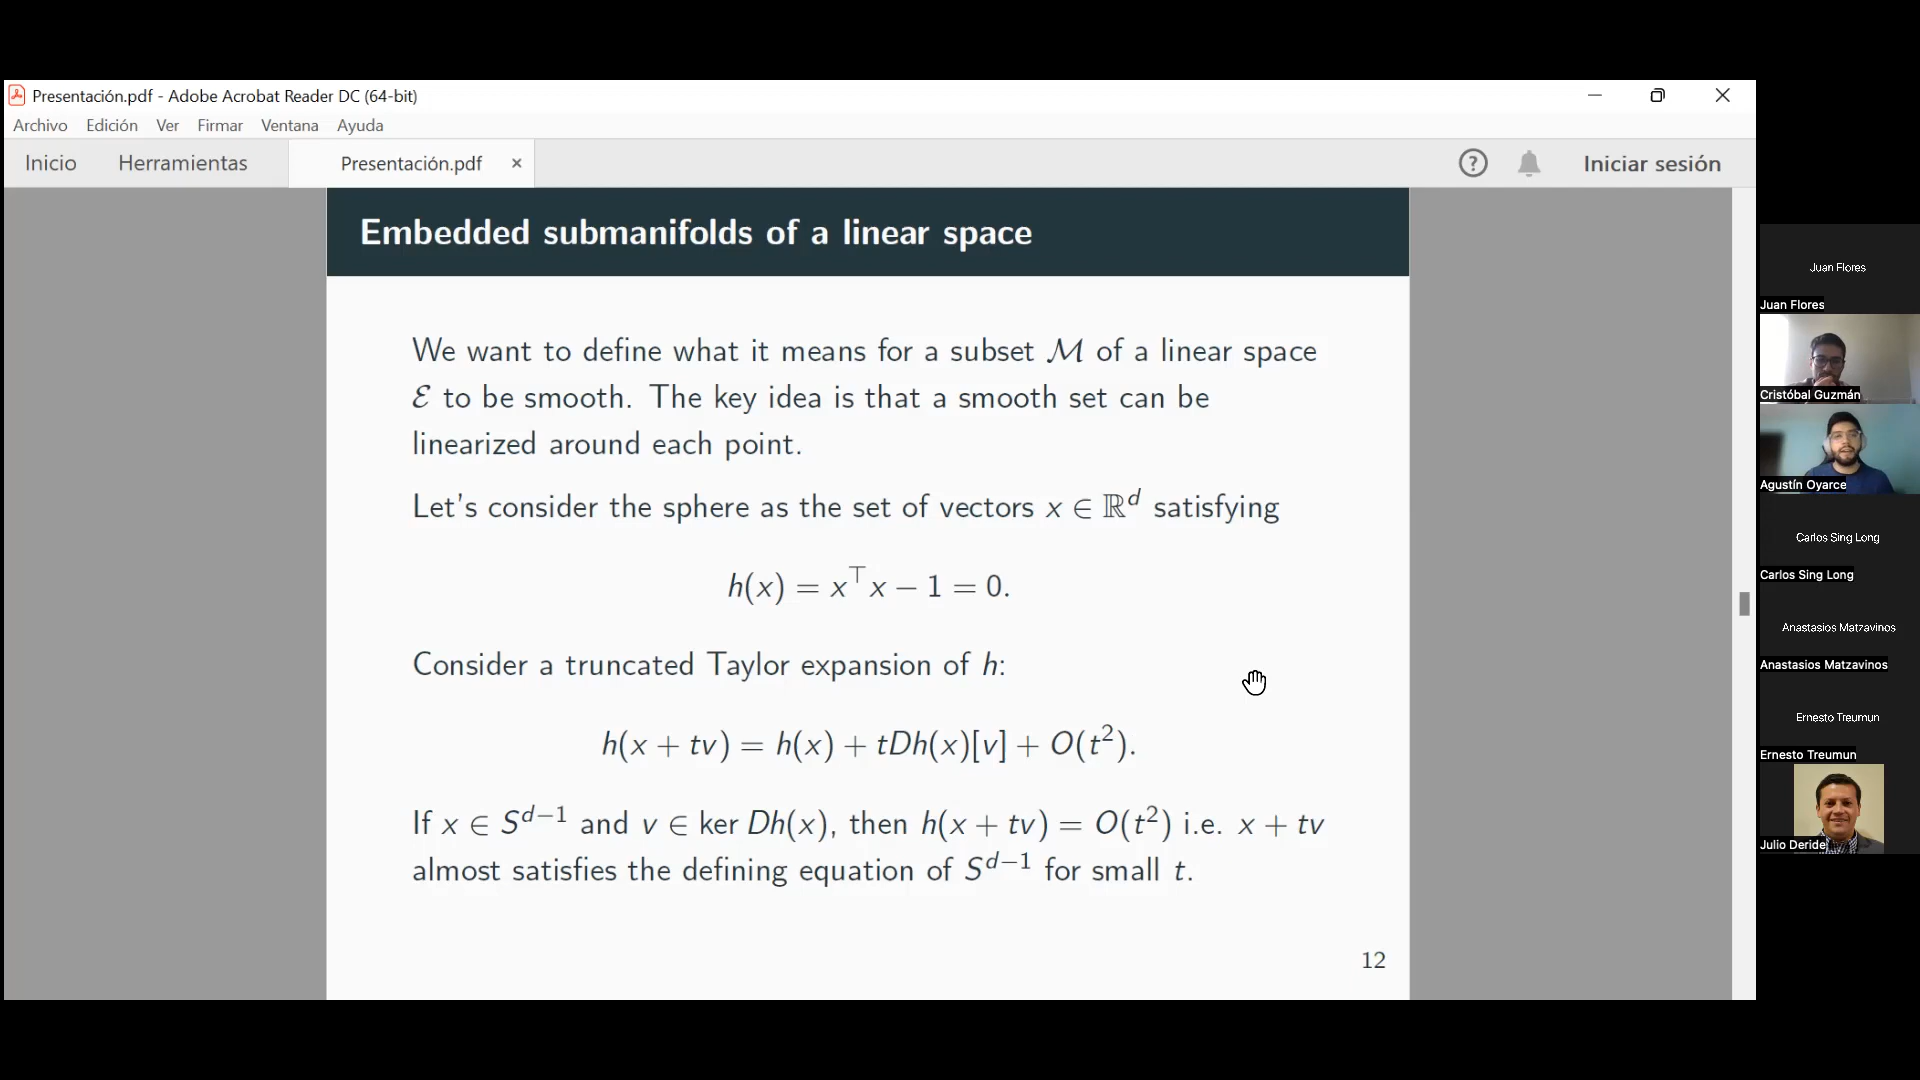 Presentación.pdf - Adobe Acrobat Reader DC (64-bit)
Archivo Edición Ver Firmar Ventana Ayuda
Inicio Herramientas Presentación.pdf × ? Iniciar sesión
Embedded submanifolds of a linear space
We want to define what it means for a subset ℳ of a linear space
ℰ to be smooth. The key idea is that a smooth set can be
linearized around each point.
Let's consider the sphere as the set of vectors x ∈ ℝ^d satisfying
h(x) = x^⊤x − 1 = 0.
Consider a truncated Taylor expansion of h:
h(x + tv) = h(x) + tDh(x)[v] + O(t²).
If x ∈ S^{d−1} and v ∈ ker Dh(x), then h(x + tv) = O(t²) i.e. x + tv
almost satisfies the defining equation of S^{d−1} for small t.
12
Juan Flores
Juan Flores
Cristóbal Guzmán
Agustín Oyarce
Carlos Sing Long
Carlos Sing Long
Anastasios Matzavinos
Anastasios Matzavinos
Ernesto Treumun
Ernesto Treumun
Julio Deride